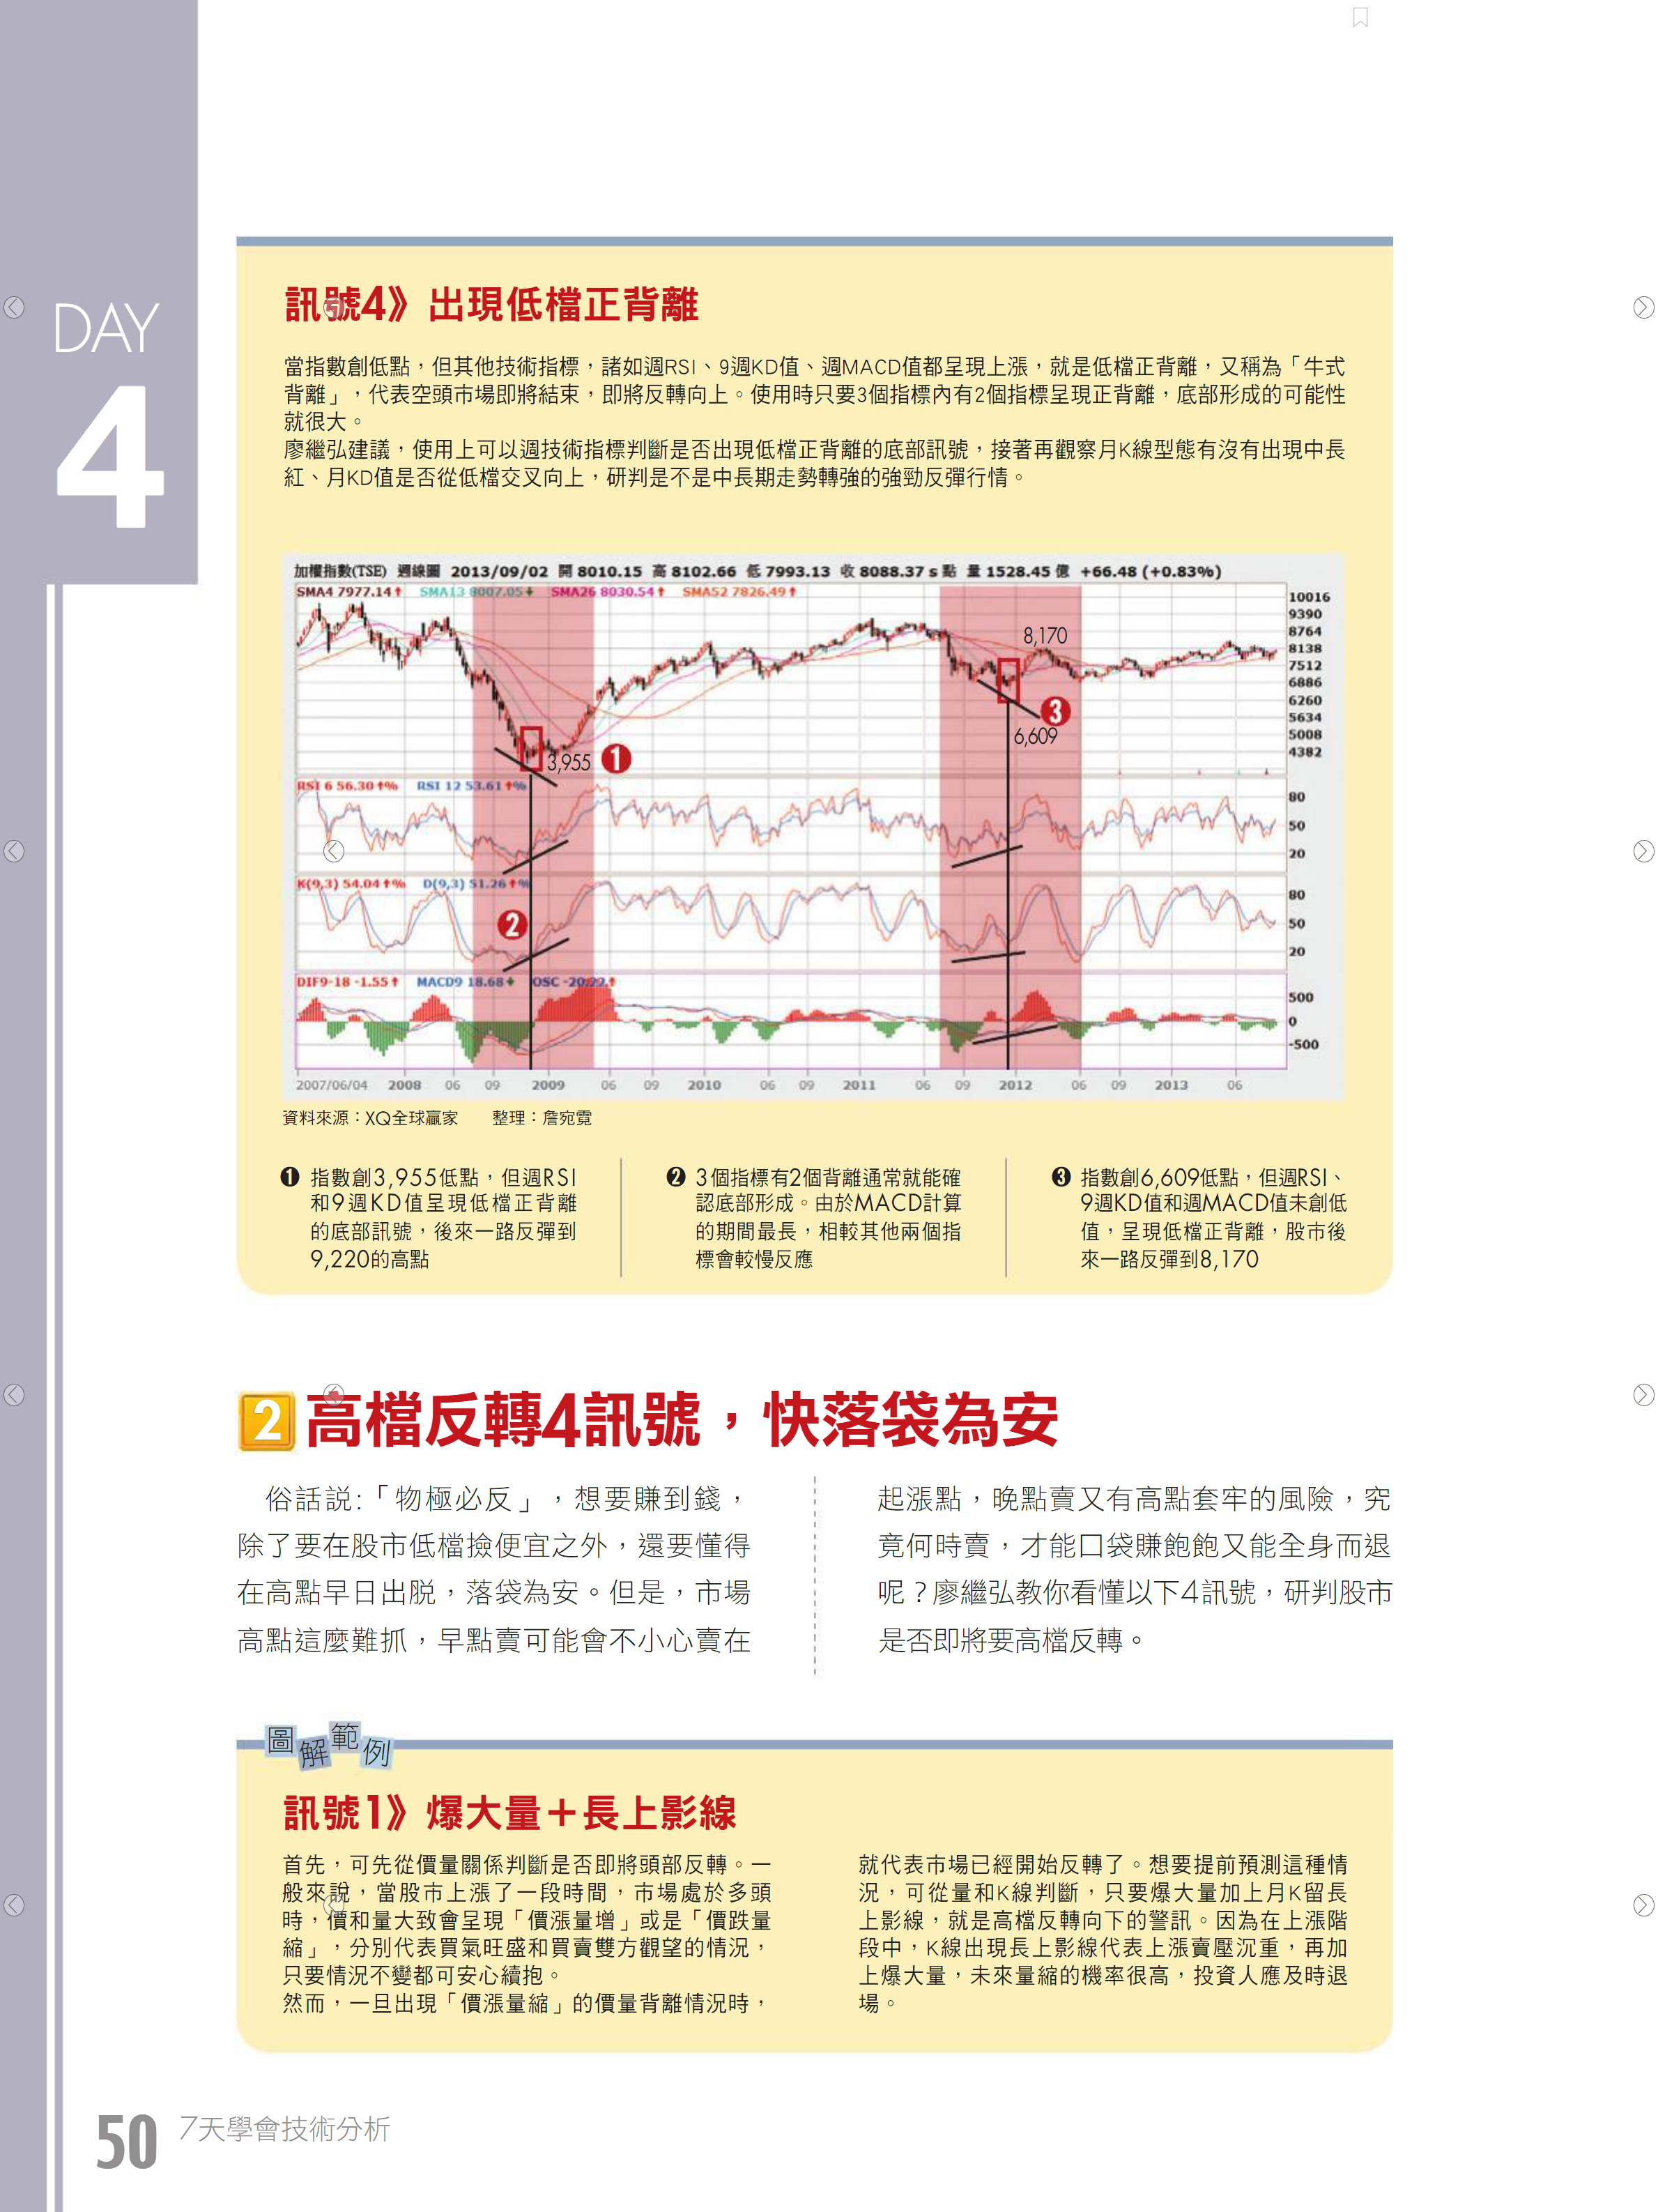 DAY
4
訊號4》出現低檔正背離
當指數創低點，但其他技術指標，諸如週RSI、9週KD值、週MACD值都呈現上漲，就是低檔正背離，又稱為「牛式
背離」，代表空頭市場即將結束，即將反轉向上。使用時只要3個指標內有2個指標呈現正背離，底部形成的可能性
就很大。
廖繼弘建議，使用上可以週技術指標判斷是否出現低檔正背離的底部訊號，接著再觀察月K線型態有沒有出現中長
紅、月KD值是否從低檔交叉向上，研判是不是中長期走勢轉強的強勁反彈行情。
加權指數(TSE) 週線圖 2013/09/02 開 8010.15 高 8102.66 低 7993.13 收 8088.37 s 點 量 1528.45 億 +66.48 (+0.83%)
SMA4 7977.14↑ SMA13 8007.05↓ SMA26 8030.54↑ SMA52 7826.49↑
10016
9390
8764
8138
7512
6886
6260
5634
5008
4382
8,170
❸
6,609
3,955
❶
RSI 6 56.30↑% RSI 12 53.61↑%
80
50
20
K(9,3) 54.04↑% D(9,3) 51.26↑%
80
50
20
❷
DIF9-18 -1.55↑ MACD9 18.68↓ OSC -20.22↑
500
0
-500
2007/06/04 2008 06 09 2009 06 09 2010 06 09 2011 06 09 2012 06 09 2013 06
資料來源：XQ全球贏家 整理：詹宛霓
❶ 指數創3,955低點，但週RSI
和9週KD值呈現低檔正背離
的底部訊號，後來一路反彈到
9,220的高點
❷ 3個指標有2個背離通常就能確
認底部形成。由於MACD計算
的期間最長，相較其他兩個指
標會較慢反應
❸ 指數創6,609低點，但週RSI、
9週KD值和週MACD值未創低
值，呈現低檔正背離，股市後
來一路反彈到8,170
2 高檔反轉4訊號，快落袋為安
俗話說:「物極必反」，想要賺到錢，
除了要在股市低檔撿便宜之外，還要懂得
在高點早日出脫，落袋為安。但是，市場
高點這麼難抓，早點賣可能會不小心賣在
起漲點，晚點賣又有高點套牢的風險，究
竟何時賣，才能口袋賺飽飽又能全身而退
呢？廖繼弘教你看懂以下4訊號，研判股市
是否即將要高檔反轉。
圖解範例
訊號1》爆大量＋長上影線
首先，可先從價量關係判斷是否即將頭部反轉。一
般來說，當股市上漲了一段時間，市場處於多頭
時，價和量大致會呈現「價漲量增」或是「價跌量
縮」，分別代表買氣旺盛和買賣雙方觀望的情況，
只要情況不變都可安心續抱。
然而，一旦出現「價漲量縮」的價量背離情況時，
就代表市場已經開始反轉了。想要提前預測這種情
況，可從量和K線判斷，只要爆大量加上月K留長
上影線，就是高檔反轉向下的警訊。因為在上漲階
段中，K線出現長上影線代表上漲賣壓沉重，再加
上爆大量，未來量縮的機率很高，投資人應及時退
場。
50 7天學會技術分析